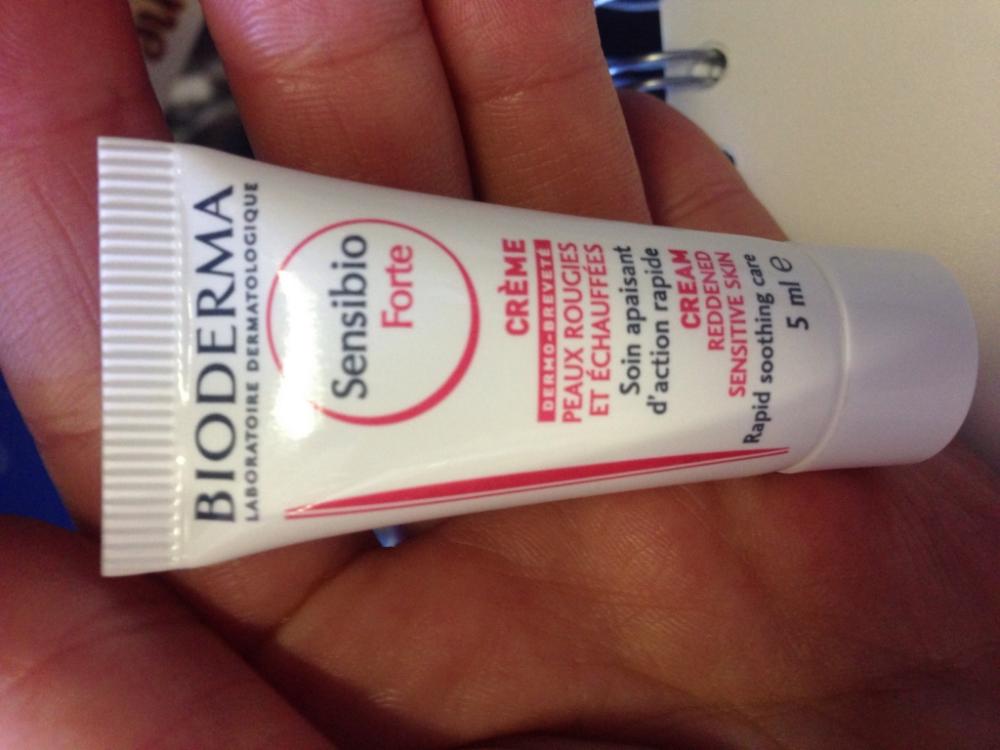 BIODERMA
LABORATOIRE DERMATOLOGIQUE
Sensibio
Forte
CRÈME
DERMO-BREVETÉ
PEAUX ROUGIES
ET ÉCHAUFFÉES
Soin apaisant
d'action rapide
CREAM
REDDENED
SENSITIVE SKIN
Rapid soothing care
5 ml e